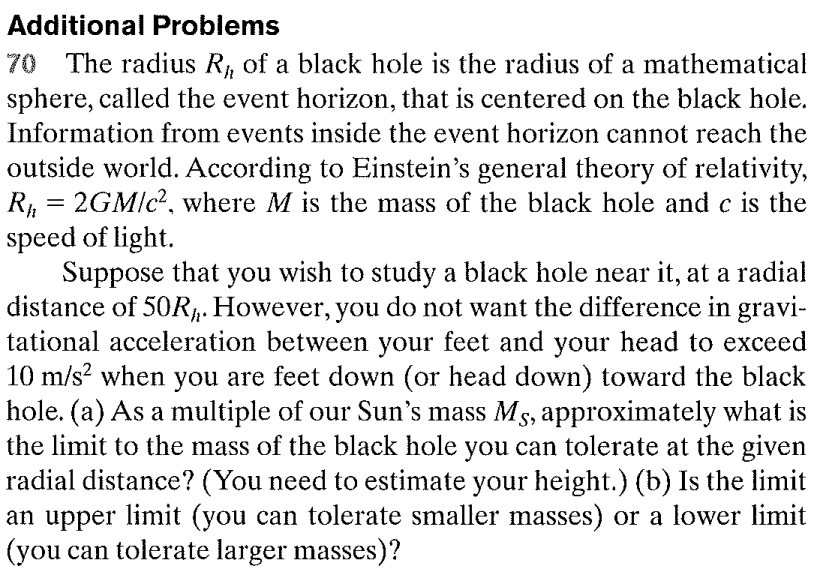 Additional Problems
70 The radius Rₕ of a black hole is the radius of a mathematical
sphere, called the event horizon, that is centered on the black hole.
Information from events inside the event horizon cannot reach the
outside world. According to Einstein's general theory of relativity,
Rₕ = 2GM/c², where M is the mass of the black hole and c is the
speed of light.
Suppose that you wish to study a black hole near it, at a radial
distance of 50Rₕ. However, you do not want the difference in gravi-
tational acceleration between your feet and your head to exceed
10 m/s² when you are feet down (or head down) toward the black
hole. (a) As a multiple of our Sun's mass M_S, approximately what is
the limit to the mass of the black hole you can tolerate at the given
radial distance? (You need to estimate your height.) (b) Is the limit
an upper limit (you can tolerate smaller masses) or a lower limit
(you can tolerate larger masses)?